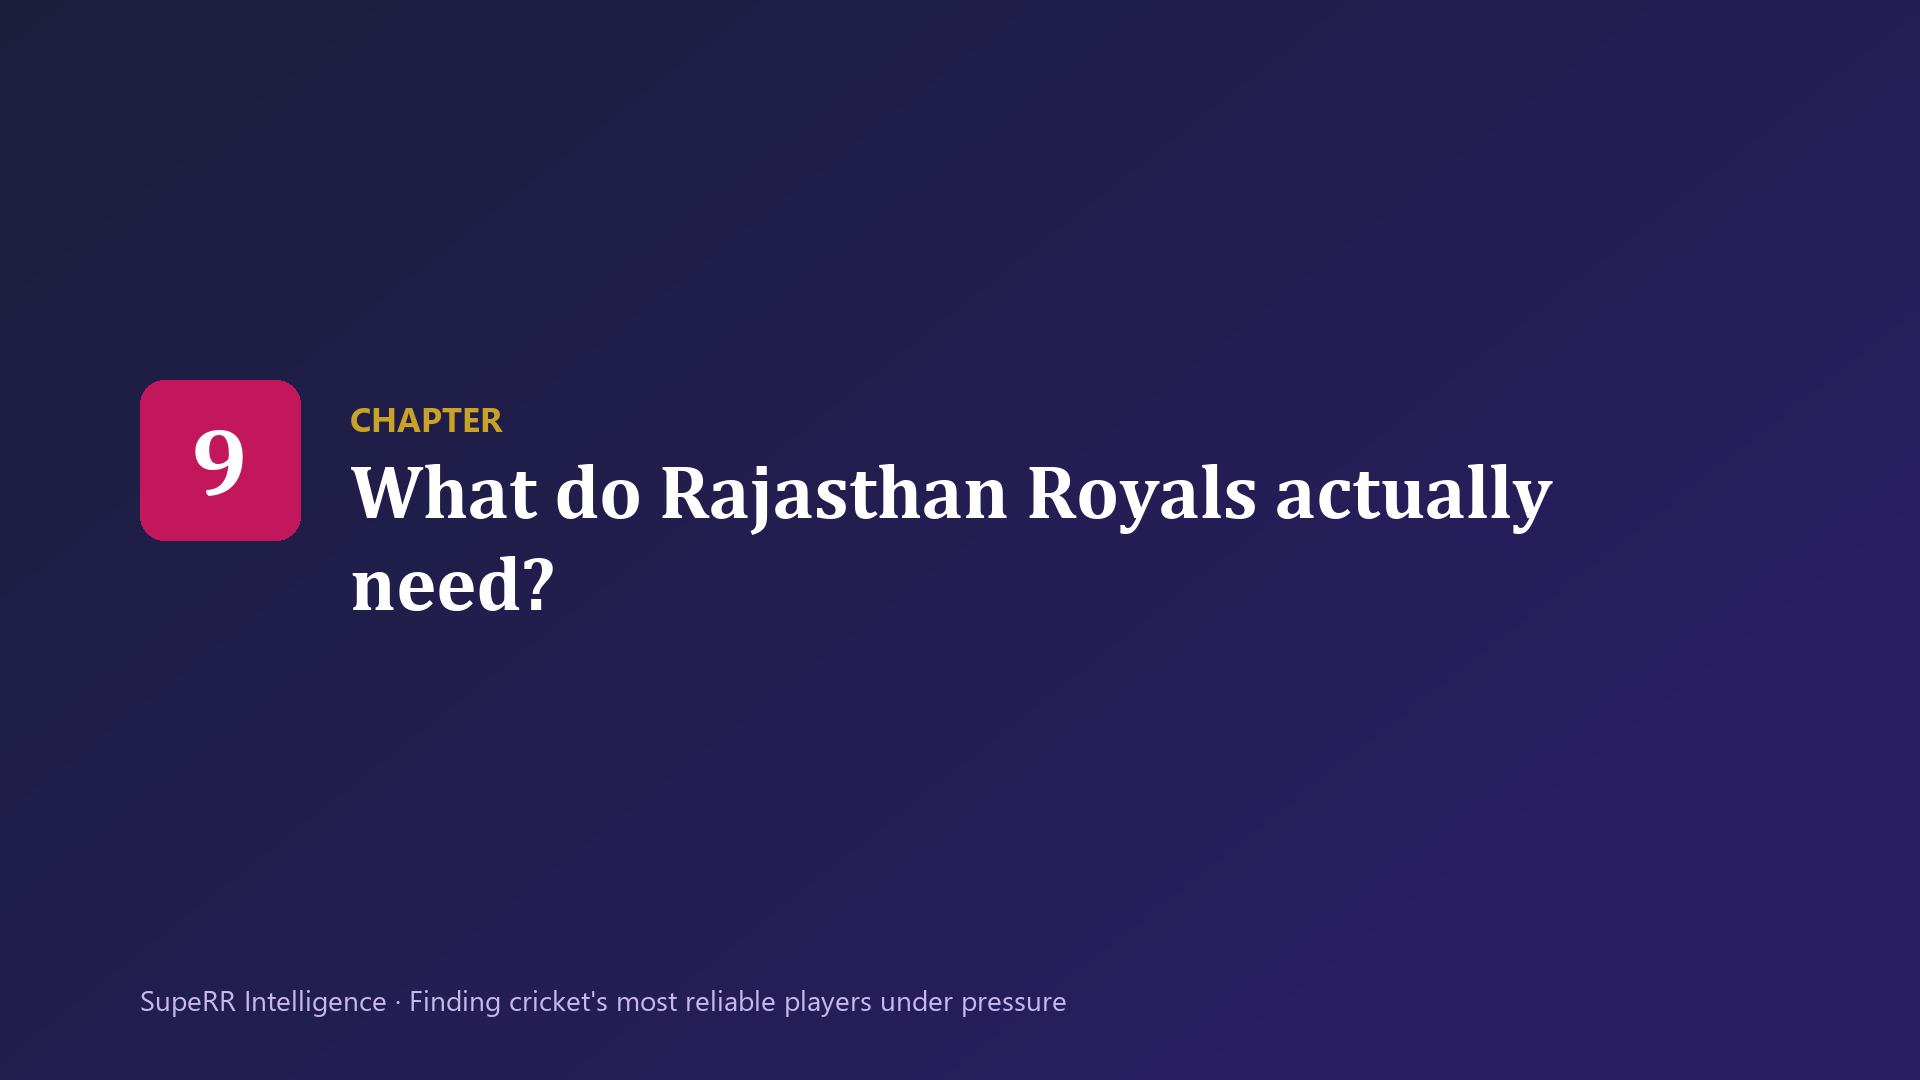 9
CHAPTER
What do Rajasthan Royals actually
need?
SupeRR Intelligence · Finding cricket's most reliable players under pressure